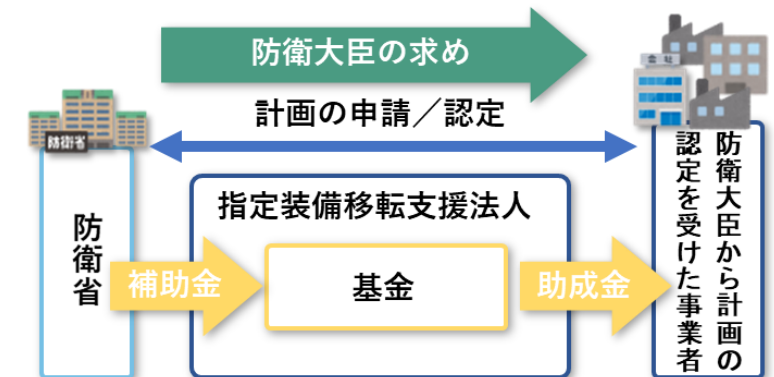 防衛大臣の求め
会社
計画の申請／認定
防衛省
防衛省
指定装備移転支援法人
補助金
基金
助成金
防衛大臣から計画の
認定を受けた事業者